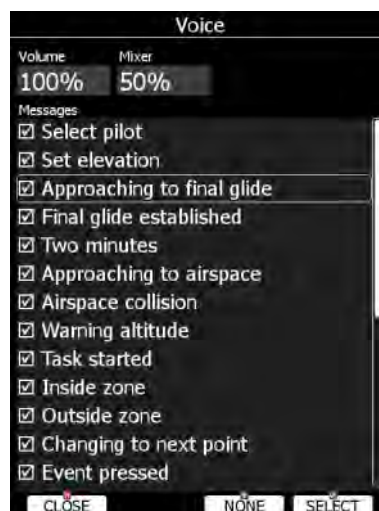 Voice
Volume Mixer
100% 50%
Messages
Select pilot
Set elevation
Approaching to final glide
Final glide established
Two minutes
Approaching to airspace
Airspace collision
Warning altitude
Task started
Inside zone
Outside zone
Changing to next point
Event pressed
CLOSE NONE SELECT